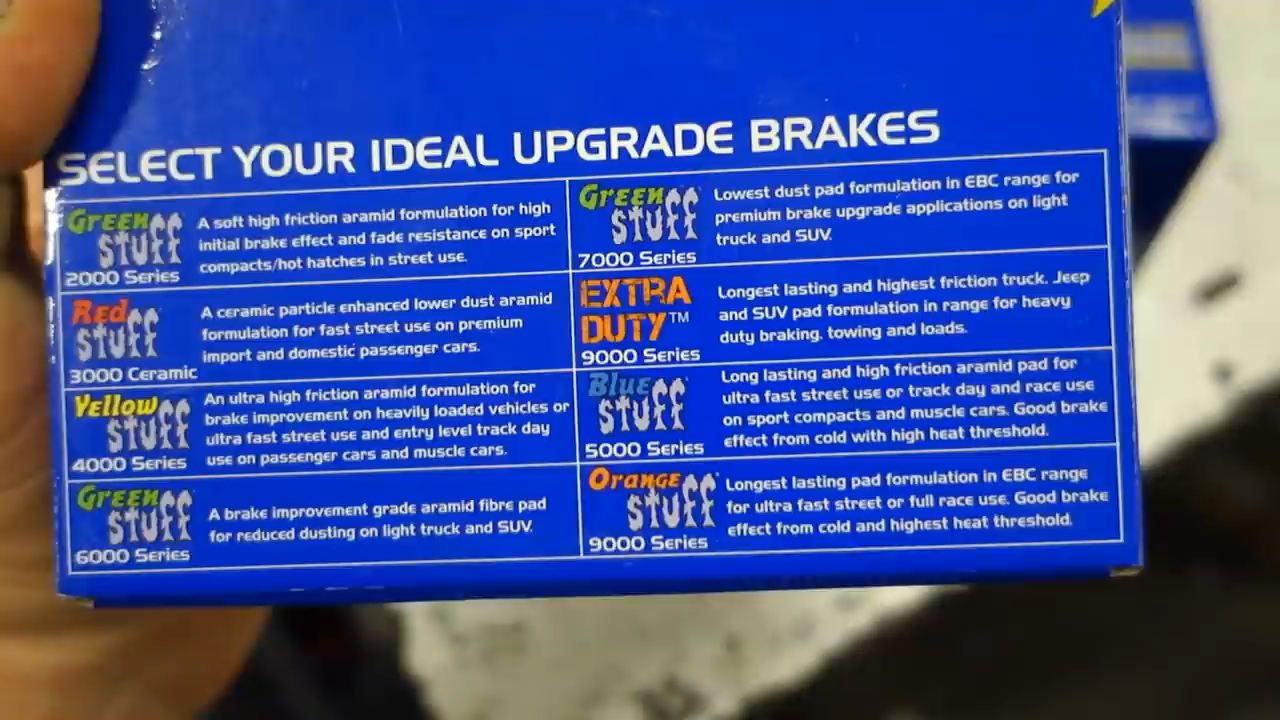 SELECT YOUR IDEAL UPGRADE BRAKES
Green
STUFF
2000 Series
A soft high friction aramid formulation for high
initial brake effect and fade resistance on sport
compacts/hot hatches in street use.
Red
STUFF
3000 Ceramic
A ceramic particle enhanced lower dust aramid
formulation for fast street use on premium
import and domestic passenger cars.
Yellow
STUFF
4000 Series
An ultra high friction aramid formulation for
brake improvement on heavily loaded vehicles or
ultra fast street use and entry level track day
use on passenger cars and muscle cars.
Green
STUFF
6000 Series
A brake improvement grade aramid fibre pad
for reduced dusting on light truck and SUV.
Green
STUFF
7000 Series
Lowest dust pad formulation in EBC range for
premium brake upgrade applications on light
truck and SUV.
EXTRA
DUTY™
9000 Series
Longest lasting and highest friction truck. Jeep
and SUV pad formulation in range for heavy
duty braking, towing and loads.
Blue
STUFF
5000 Series
Long lasting and high friction aramid pad for
ultra fast street use or track day and race use
on sport compacts and muscle cars. Good brake
effect from cold with high heat threshold.
Orange
STUFF
9000 Series
Longest lasting pad formulation in EBC range
for ultra fast street or full race use. Good brake
effect from cold and highest heat threshold.